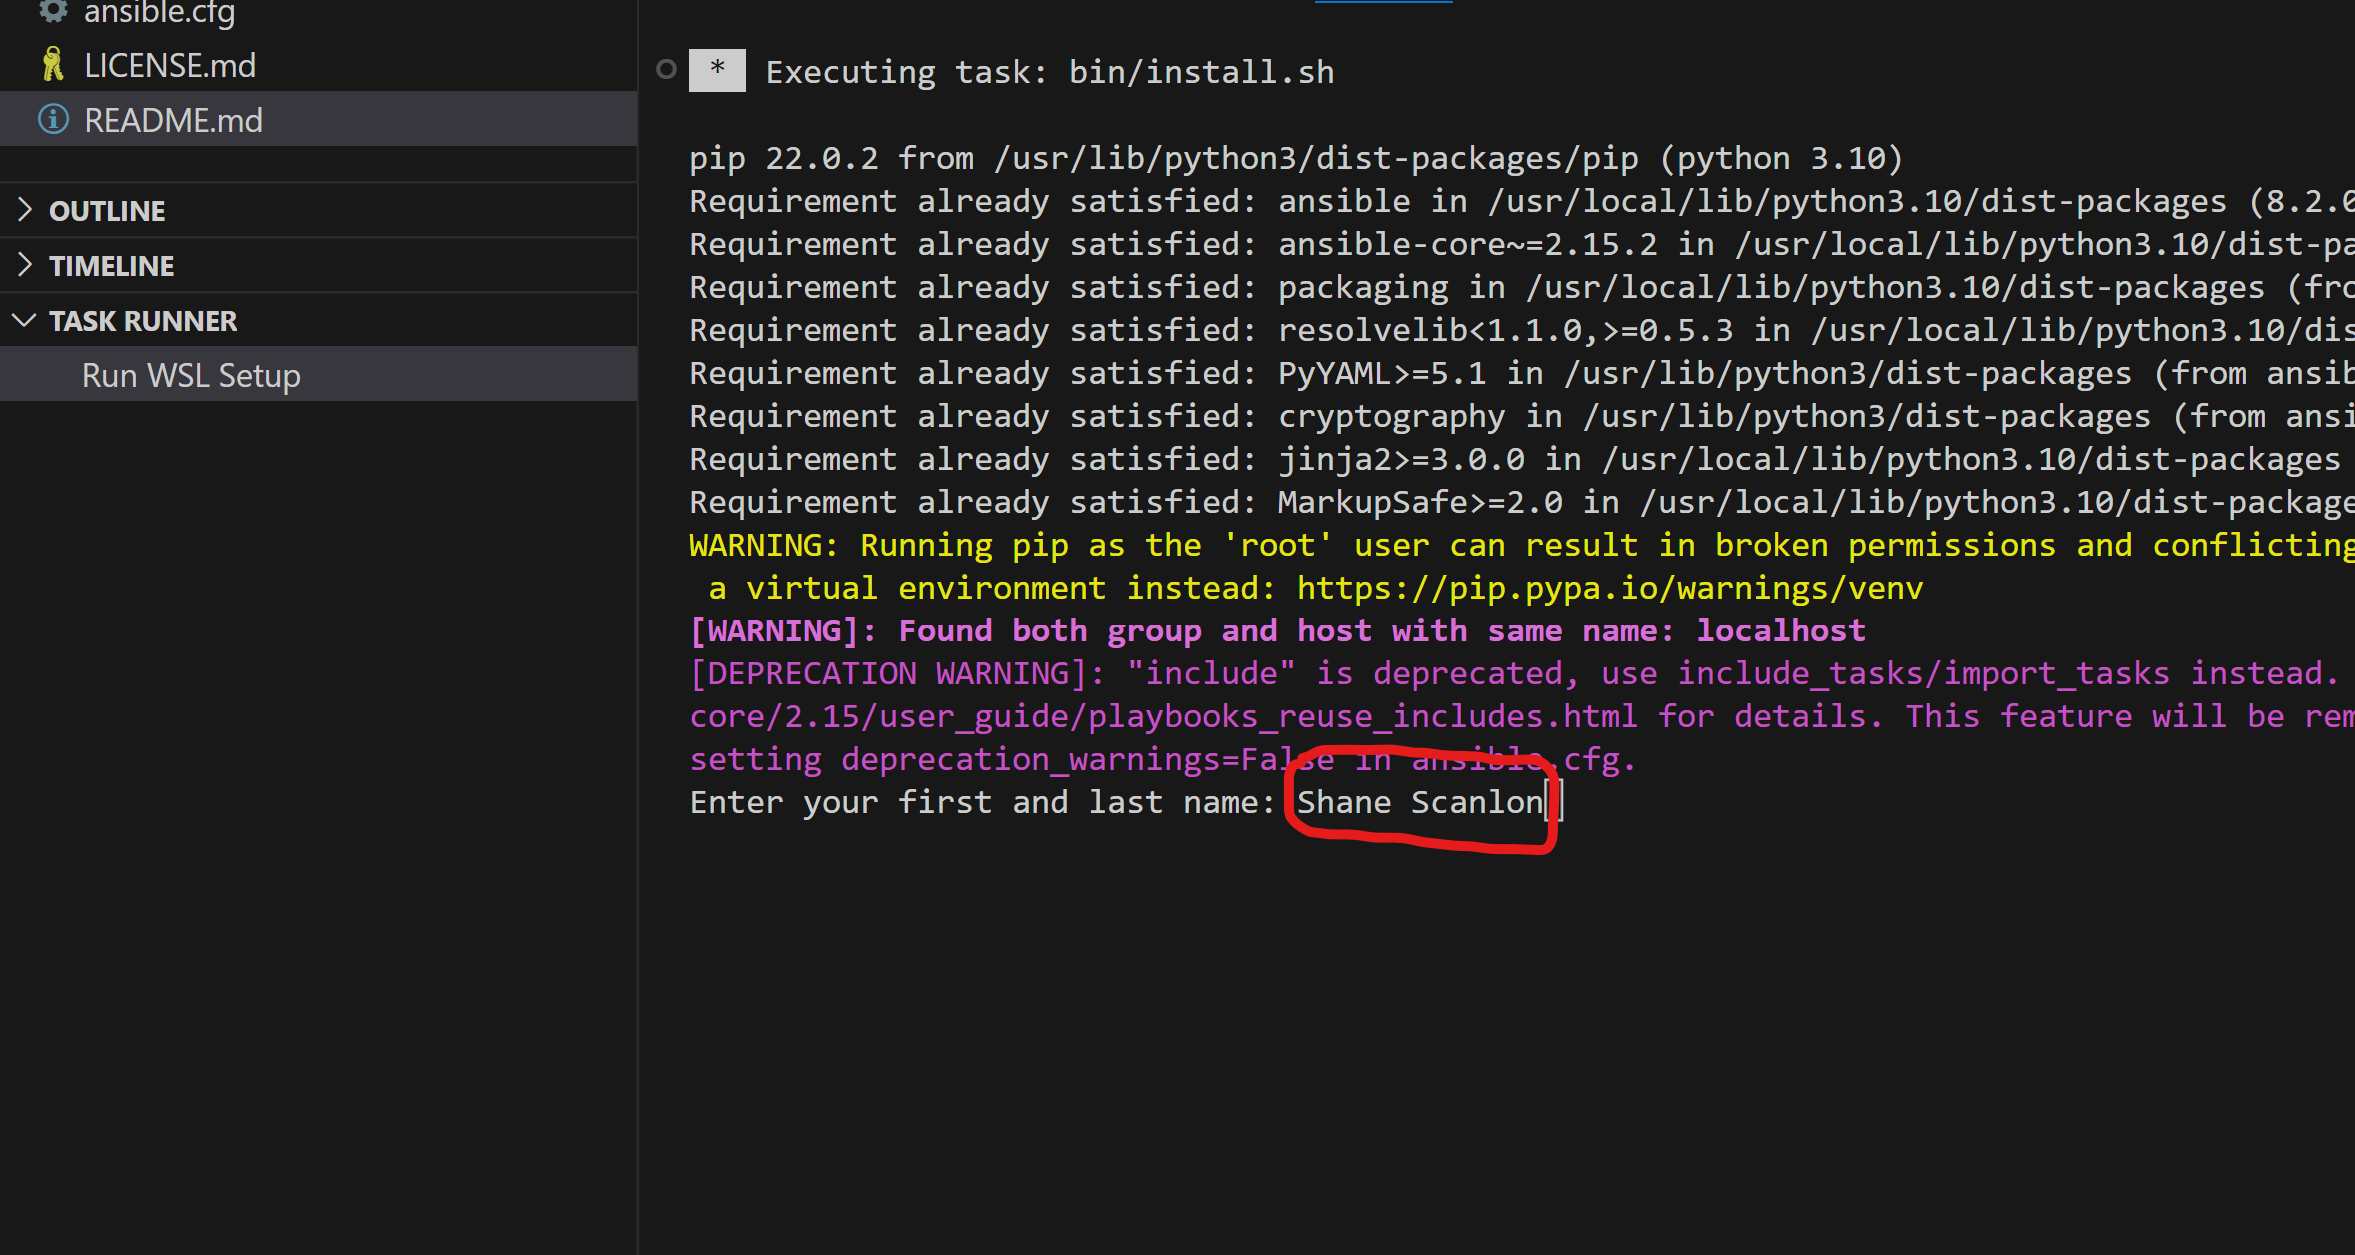 ansible.cfg
LICENSE.md
README.md
OUTLINE
TIMELINE
TASK RUNNER
Run WSL Setup
* Executing task: bin/install.sh
pip 22.0.2 from /usr/lib/python3/dist-packages/pip (python 3.10)
Requirement already satisfied: ansible in /usr/local/lib/python3.10/dist-packages (8.2.0
Requirement already satisfied: ansible-core~=2.15.2 in /usr/local/lib/python3.10/dist-pa
Requirement already satisfied: packaging in /usr/local/lib/python3.10/dist-packages (fro
Requirement already satisfied: resolvelib<1.1.0,>=0.5.3 in /usr/local/lib/python3.10/dis
Requirement already satisfied: PyYAML>=5.1 in /usr/lib/python3/dist-packages (from ansib
Requirement already satisfied: cryptography in /usr/lib/python3/dist-packages (from ansi
Requirement already satisfied: jinja2>=3.0.0 in /usr/local/lib/python3.10/dist-packages
Requirement already satisfied: MarkupSafe>=2.0 in /usr/local/lib/python3.10/dist-package
WARNING: Running pip as the 'root' user can result in broken permissions and conflicting
a virtual environment instead: https://pip.pypa.io/warnings/venv
[WARNING]: Found both group and host with same name: localhost
[DEPRECATION WARNING]: "include" is deprecated, use include_tasks/import_tasks instead.
core/2.15/user_guide/playbooks_reuse_includes.html for details. This feature will be rem
setting deprecation_warnings=False in ansible.cfg.
Enter your first and last name: Shane Scanlon